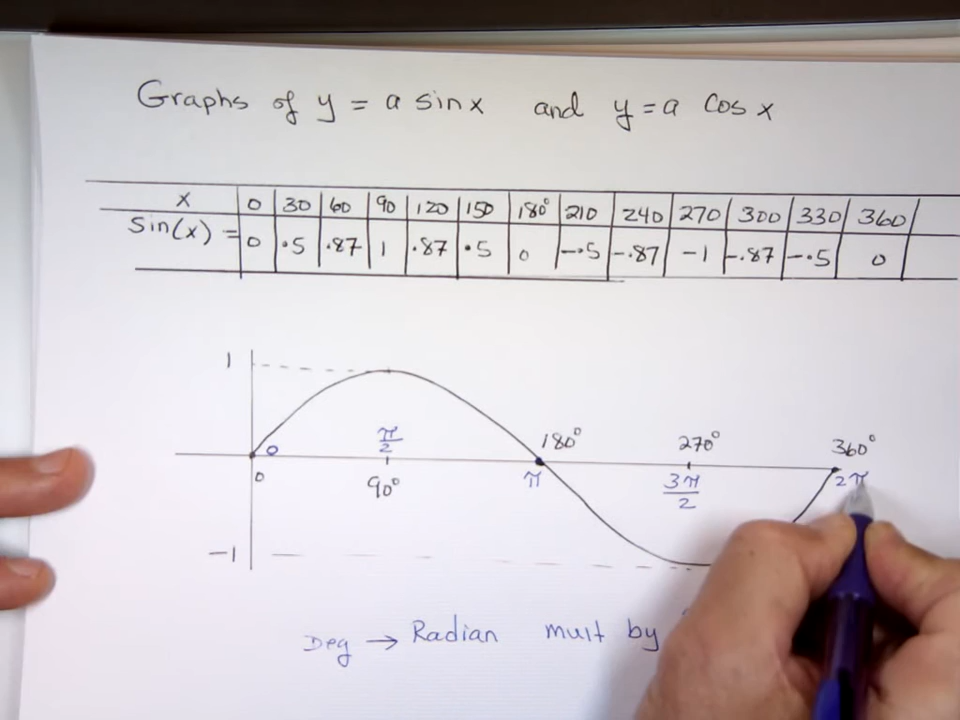 Graphs of y = a sinx and y = a cos x
x 0 30 60 90 120 150 180° 210 240 270 300 330 360
Sin(x) = 0 .5 .87 1 .87 .5 0 -.5 -.87 -1 -.87 -.5 0
1
0 π/2 180° 270° 360°
0 90° π 3π/2 2π
-1
Deg → Radian mult by